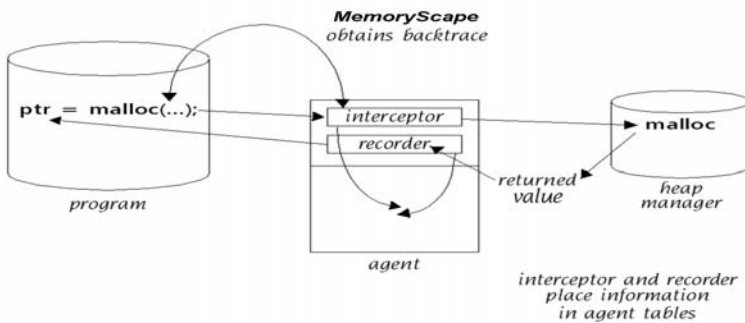 MemoryScape
obtains backtrace
ptr = malloc(...);
interceptor
recorder
malloc
returned
value
program
heap
manager
agent
interceptor and recorder
place information
in agent tables